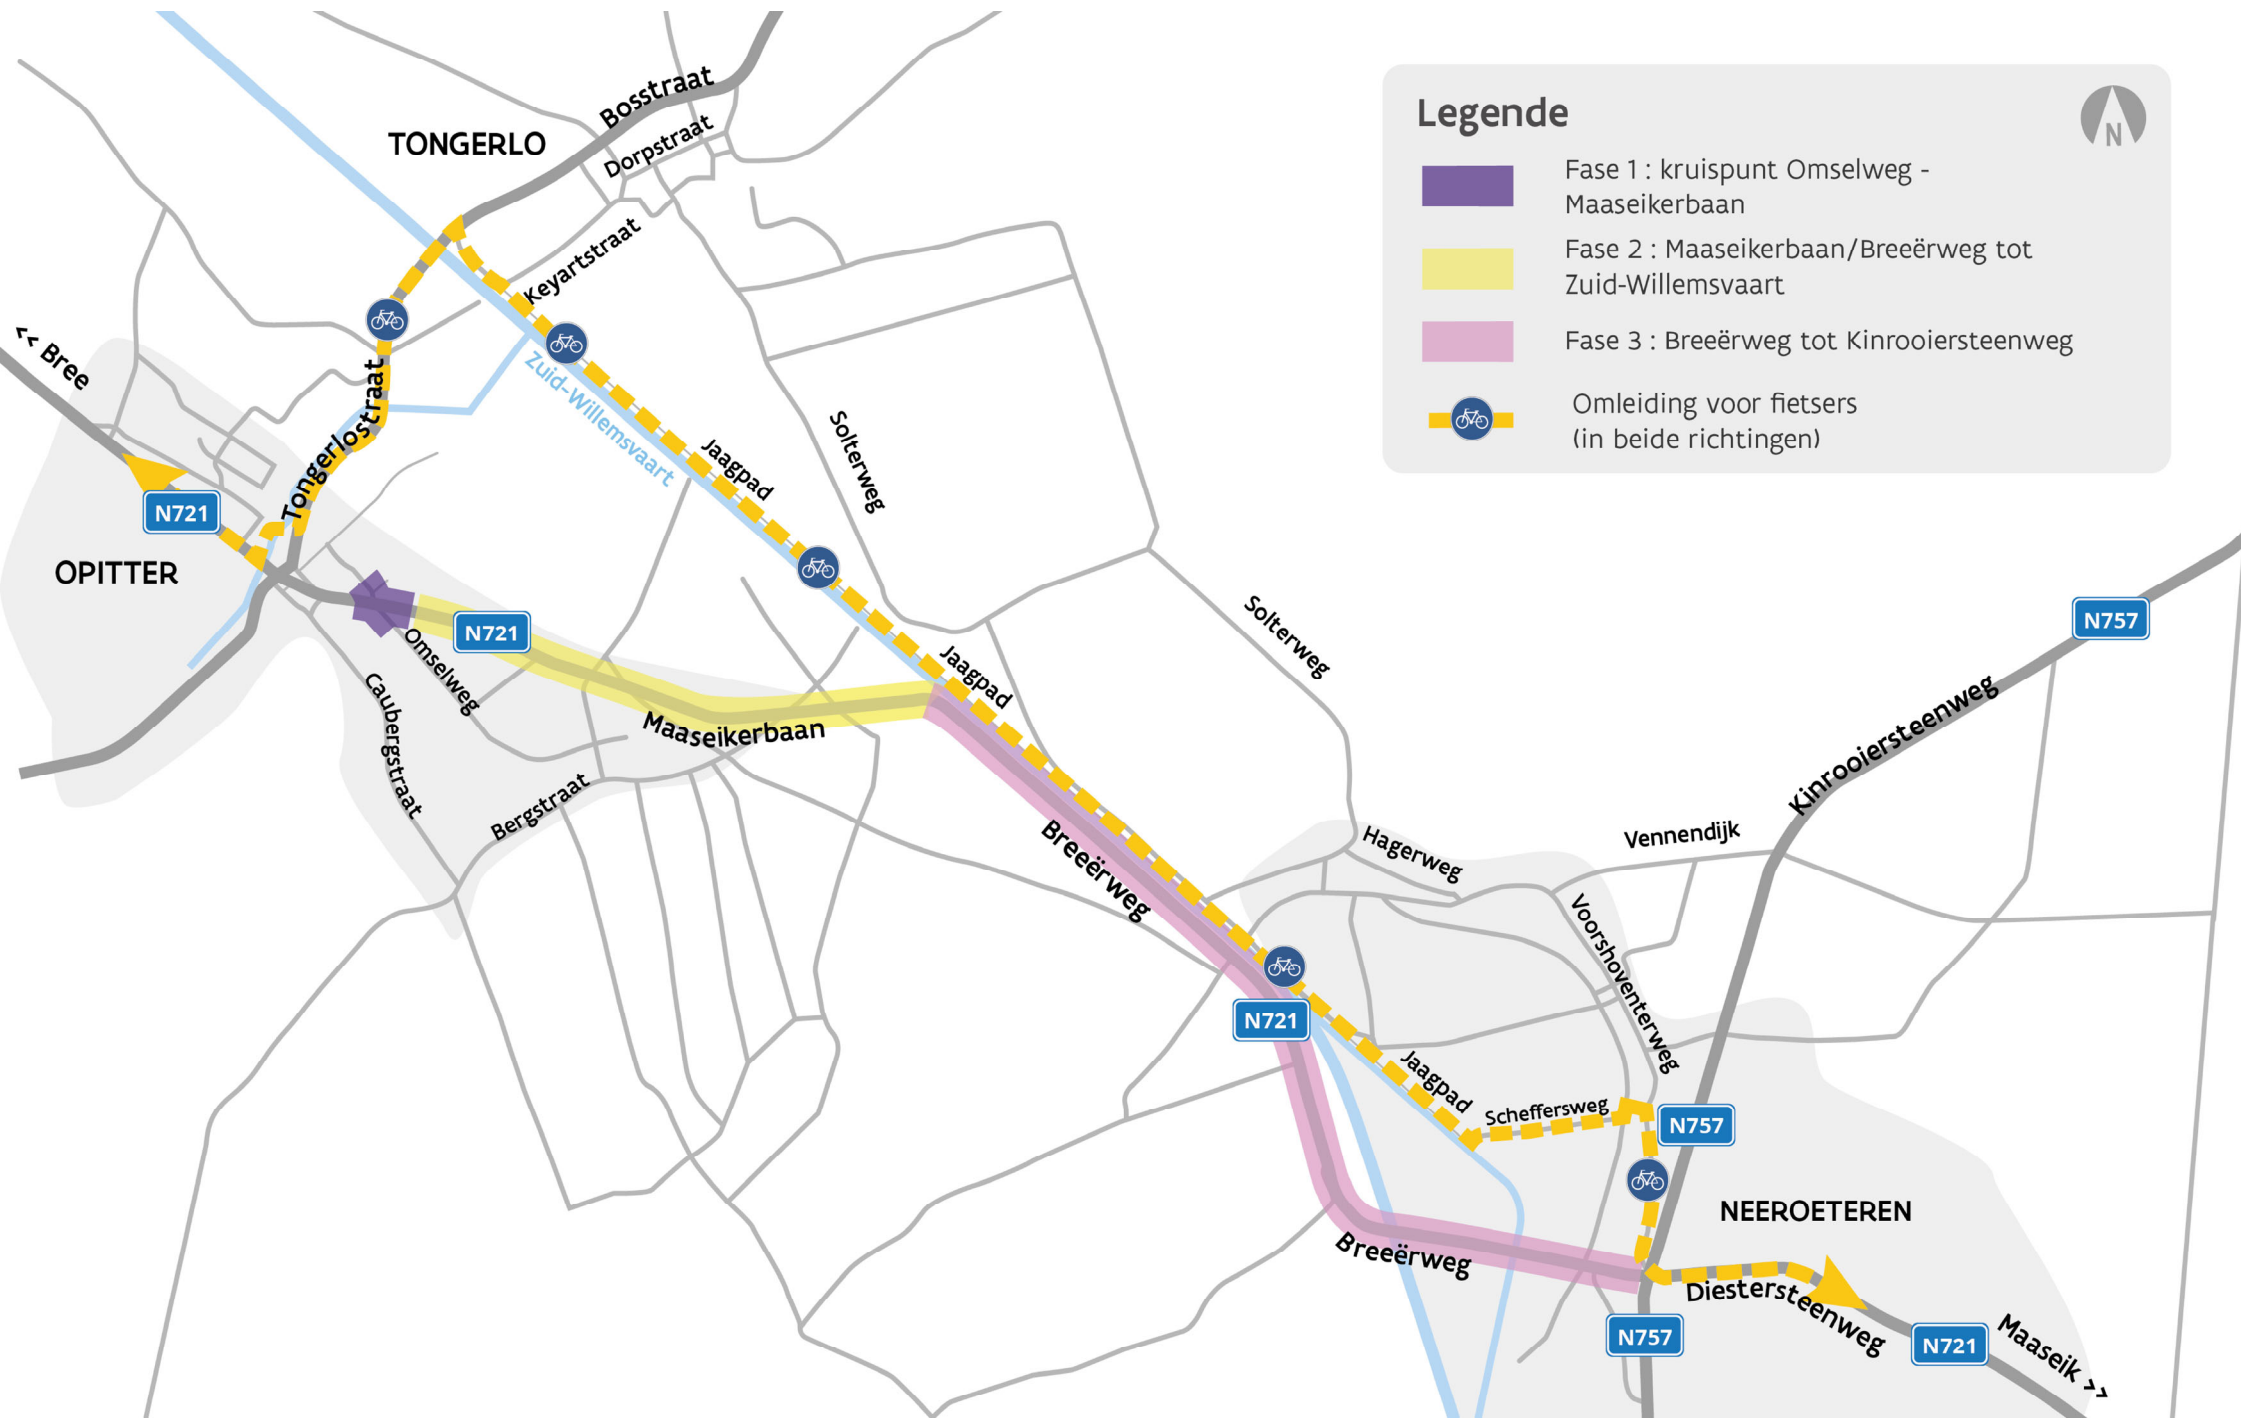 Bosstraat
TONGERLO
Dorpstraat
Keyartstraat
<< Bree
Tongerlostraat
Zuid-Willemsvaart
Jaagpad
Solterweg
N721
OPITTER
N721
Omselweg
Caubergstraat
Maaseikerbaan
Bergstraat
Jaagpad
Solterweg
Breeërweg
Hagerweg
Vennendijk
Kinrooiersteenweg
N757
Voorshoventerweg
N721
Jaagpad
Scheffersweg
N757
NEEROETEREN
Breeërweg
Diestersteenweg
N757
N721
Maaseik >>
Legende
N
Fase 1 : kruispunt Omselweg -
Maaseikerbaan
Fase 2 : Maaseikerbaan/Breeërweg tot
Zuid-Willemsvaart
Fase 3 : Breeërweg tot Kinrooiersteenweg
Omleiding voor fietsers
(in beide richtingen)